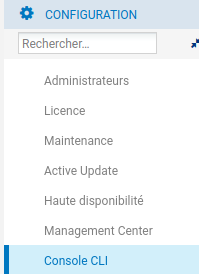 CONFIGURATION
Rechercher...
Administrateurs
Licence
Maintenance
Active Update
Haute disponibilité
Management Center
Console CLI